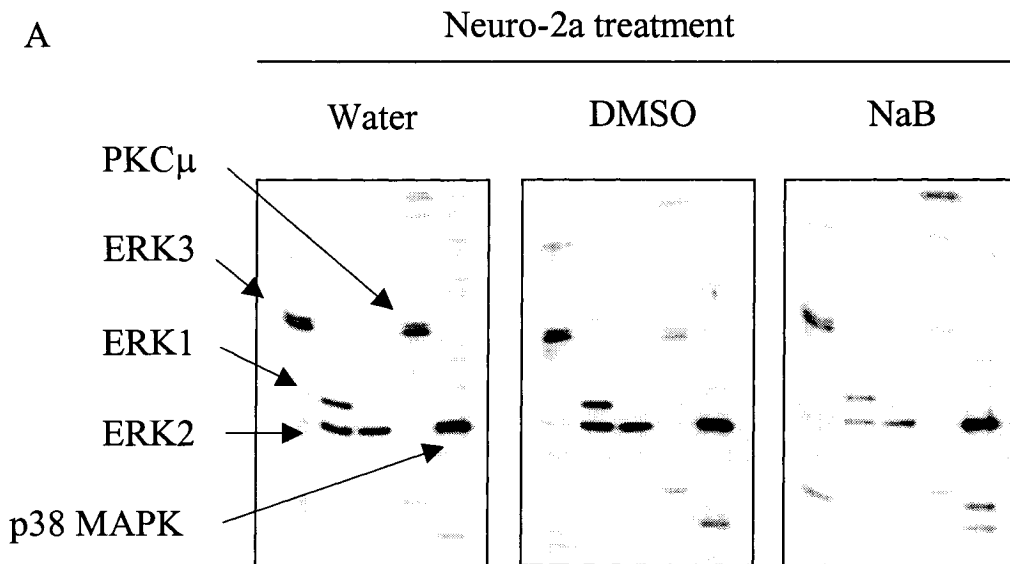 A
Neuro-2a treatment
Water
DMSO
NaB
PKCμ
ERK3
ERK1
ERK2
p38 MAPK